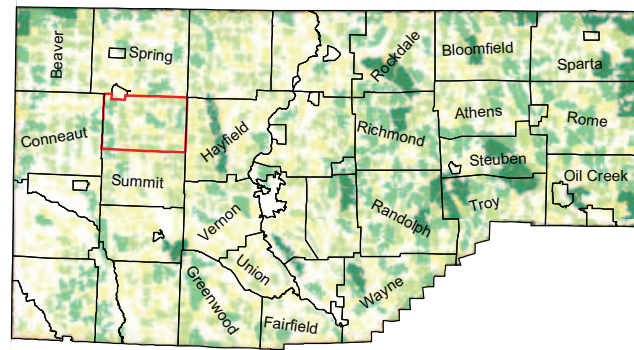 Beaver
Spring
Rockdale
Bloomfield
Sparta
Conneaut
Hayfield
Richmond
Athens
Rome
Summit
Steuben
Oil Creek
Vernon
Randolph
Troy
Union
Greenwood
Wayne
Fairfield